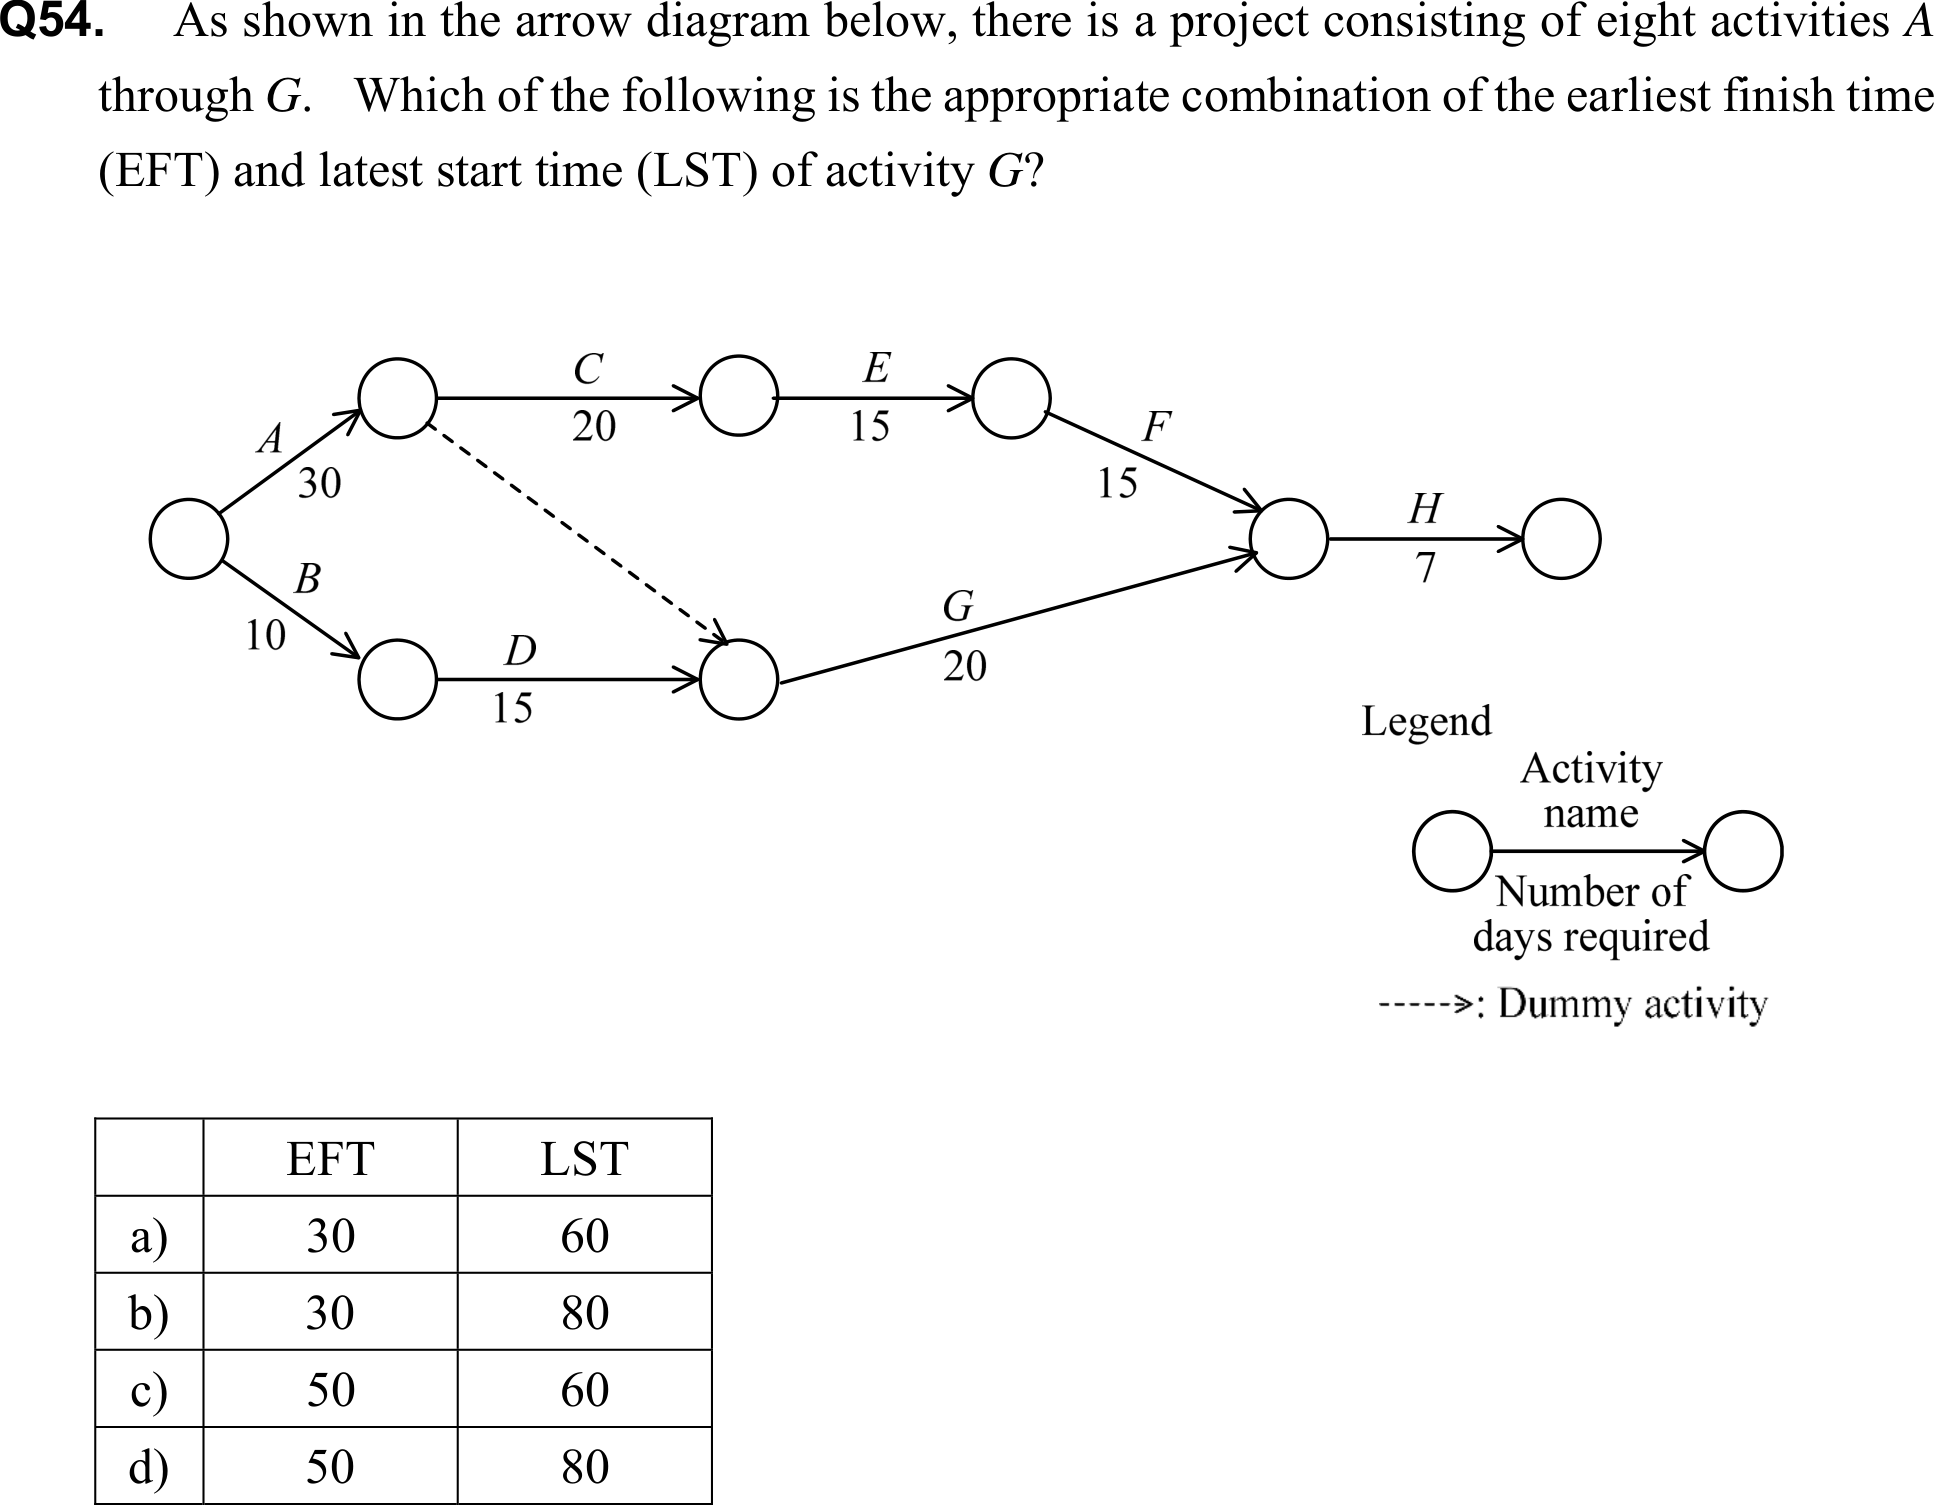 Q54. As shown in the arrow diagram below, there is a project consisting of eight activities A
through G. Which of the following is the appropriate combination of the earliest finish time
(EFT) and latest start time (LST) of activity G?
C
20
E
15
A
30
F
15
H
7
B
10
D
15
G
20
Legend
Activity
name
Number of
days required
: Dummy activity
EFT LST
a) 30 60
b) 30 80
c) 50 60
d) 50 80